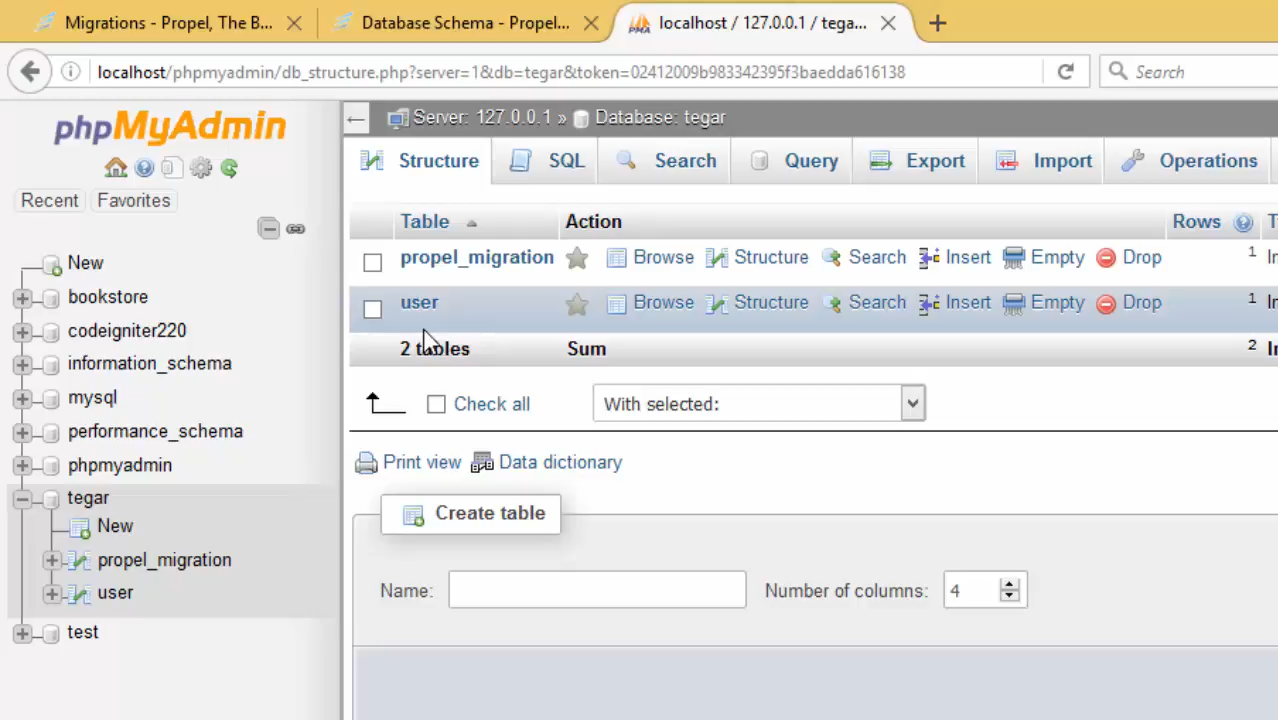 Migrations - Propel, The B...
Database Schema - Propel...
localhost / 127.0.0.1 / tega...
localhost/phpmyadmin/db_structure.php?server=1&db=tegar&token=02412009b983342395f3baedda616138
Search
phpMyAdmin
Recent
Favorites
New
bookstore
codeigniter220
information_schema
mysql
performance_schema
phpmyadmin
tegar
New
propel_migration
user
test
Server: 127.0.0.1 » Database: tegar
Structure SQL Search Query Export Import Operations
Table Action Rows
propel_migration Browse Structure Search Insert Empty Drop 1
user Browse Structure Search Insert Empty Drop 1
2 tables Sum 2
Check all With selected:
Print view Data dictionary
Create table
Name: Number of columns: 4